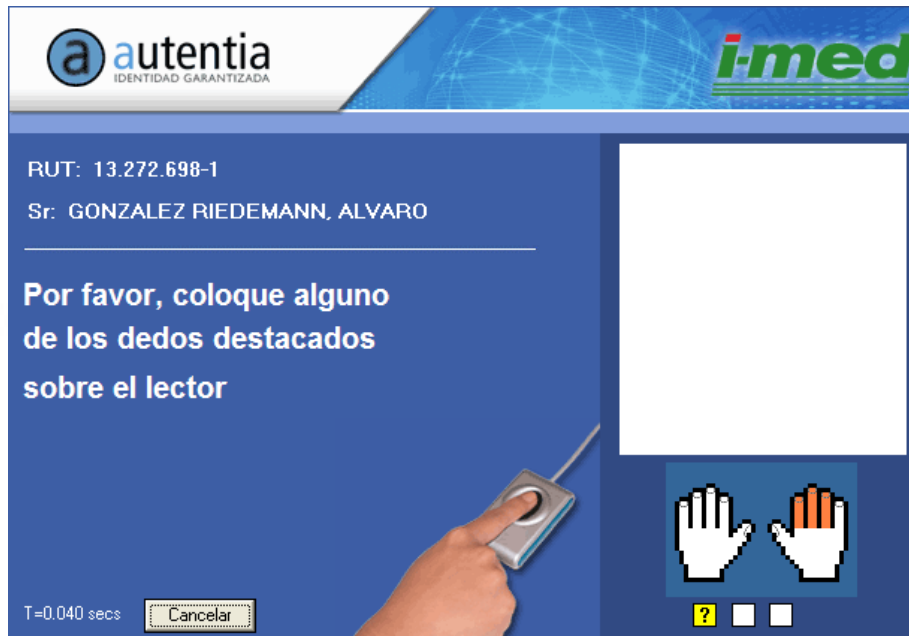 a autentia
IDENTIDAD GARANTIZADA
i-med
RUT: 13.272.698-1
Sr: GONZALEZ RIEDEMANN, ALVARO
Por favor, coloque alguno
de los dedos destacados
sobre el lector
T=0.040 secs
Cancelar
?